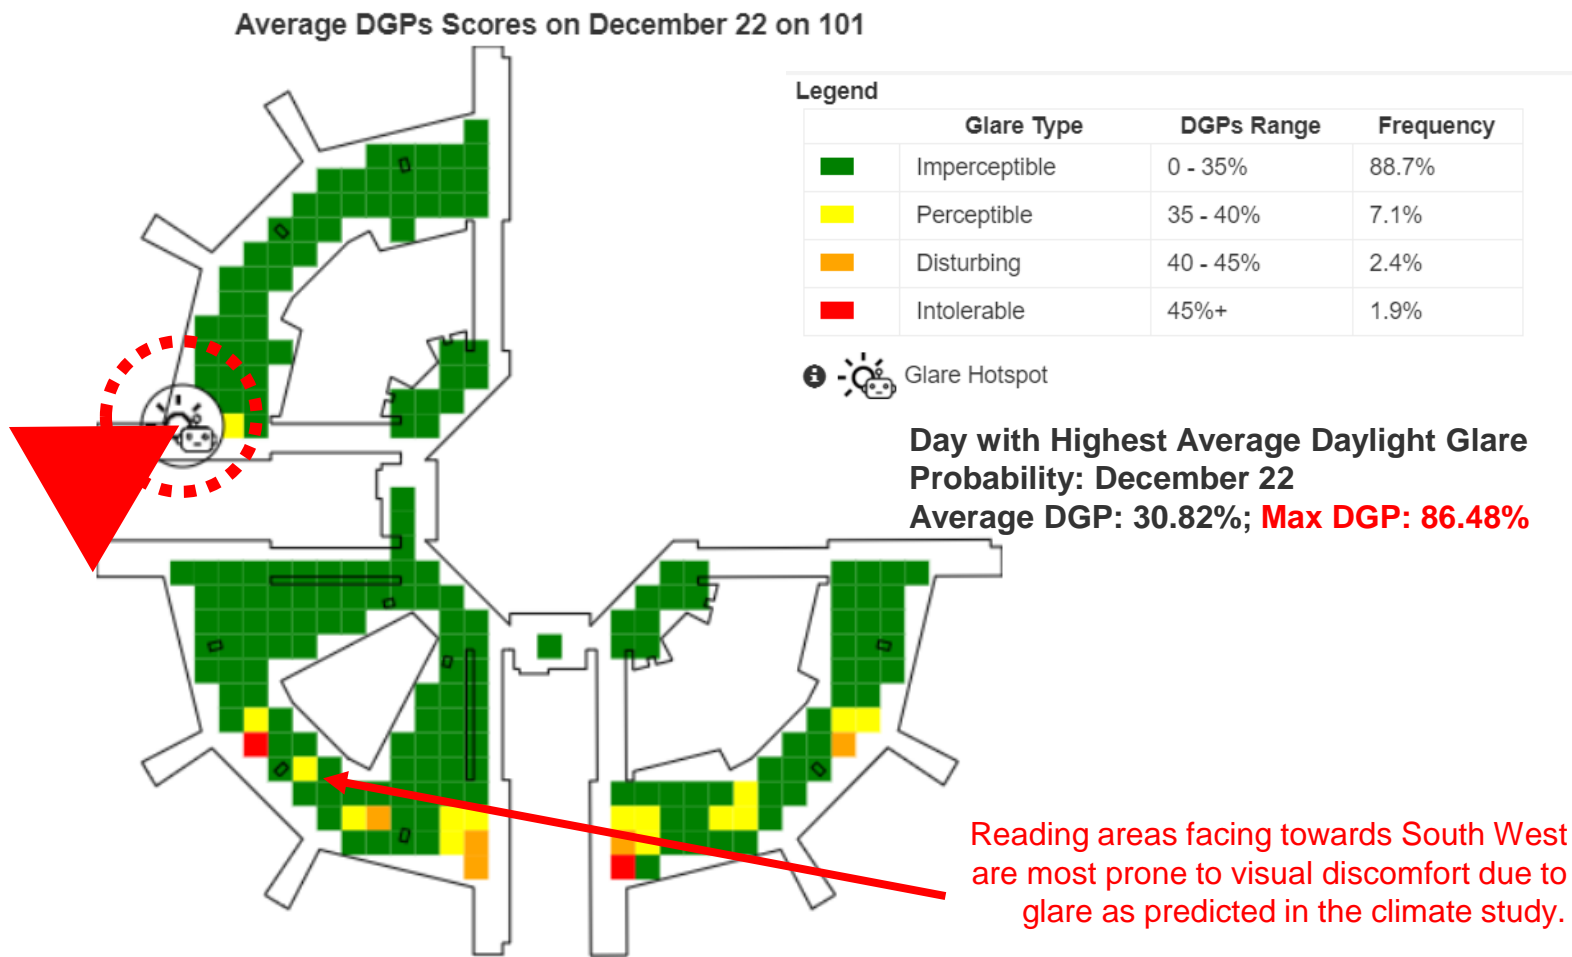 Average DGPs Scores on December 22 on 101
Legend
Glare Type DGPs Range Frequency
Imperceptible 0 - 35% 88.7%
Perceptible 35 - 40% 7.1%
Disturbing 40 - 45% 2.4%
Intolerable 45%+ 1.9%
Glare Hotspot
Day with Highest Average Daylight Glare
Probability: December 22
Average DGP: 30.82%; Max DGP: 86.48%
Reading areas facing towards South West
are most prone to visual discomfort due to
glare as predicted in the climate study.